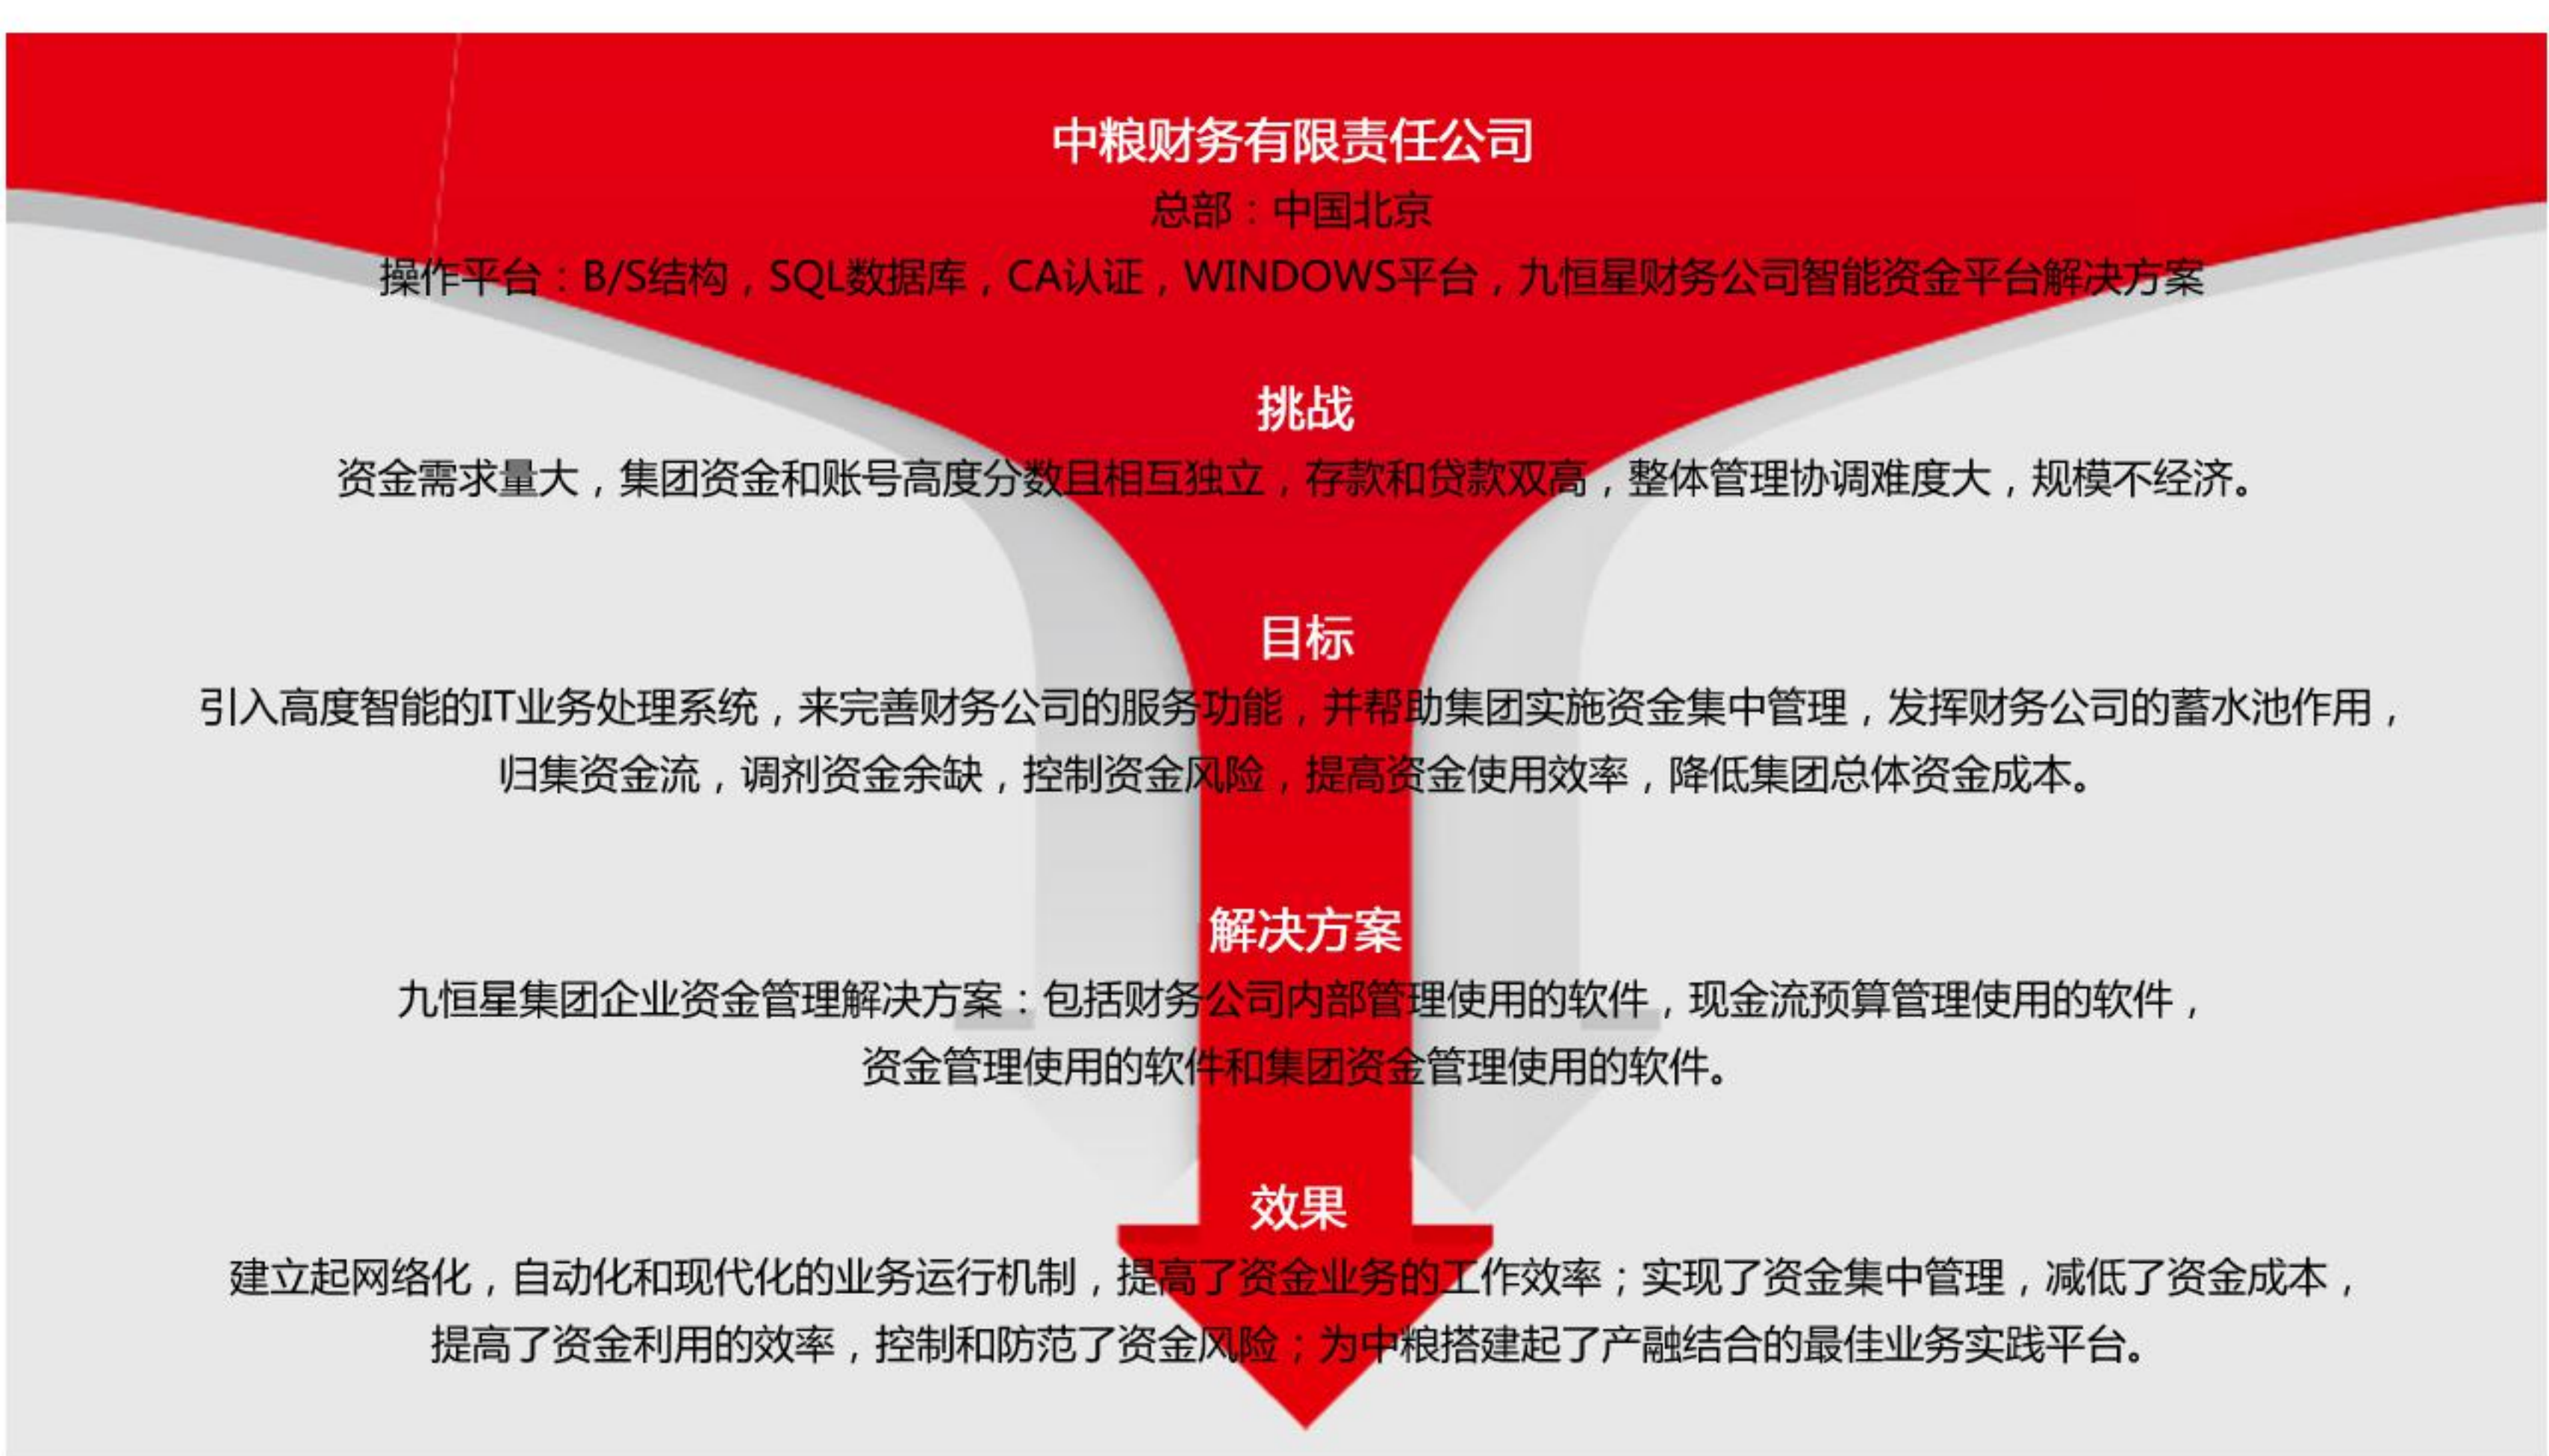 中粮财务有限责任公司
总部：中国北京
操作平台：B/S结构，SQL数据库，CA认证，WINDOWS平台，九恒星财务公司智能资金平台解决方案
挑战
资金需求量大，集团资金和账号高度分数且相互独立，存款和贷款双高，整体管理协调难度大，规模不经济。
目标
引入高度智能的IT业务处理系统，来完善财务公司的服务功能，并帮助集团实施资金集中管理，发挥财务公司的蓄水池作用，
归集资金流，调剂资金余缺，控制资金风险，提高资金使用效率，降低集团总体资金成本。
解决方案
九恒星集团企业资金管理解决方案：包括财务公司内部管理使用的软件，现金流预算管理使用的软件，
资金管理使用的软件和集团资金管理使用的软件。
效果
建立起网络化，自动化和现代化的业务运行机制，提高了资金业务的工作效率；实现了资金集中管理，减低了资金成本，
提高了资金利用的效率，控制和防范了资金风险；为中粮搭建起了产融结合的最佳业务实践平台。